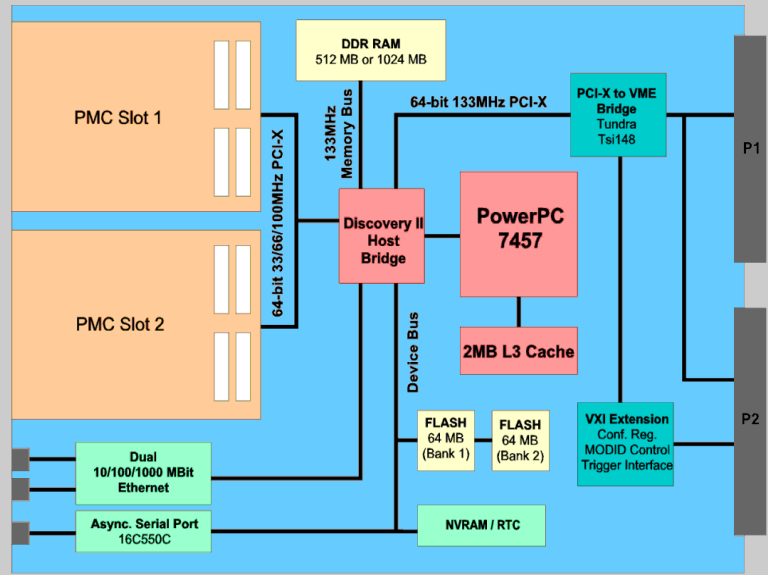 PMC Slot 1
PMC Slot 2
64-bit 33/66/100MHz PCI-X
DDR RAM
512 MB or 1024 MB
133MHz
Memory Bus
64-bit 133MHz PCI-X
PCI-X to VME
Bridge
Tundra
Tsi148
P1
Discovery II
Host
Bridge
PowerPC
7457
2MB L3 Cache
Device Bus
FLASH
64 MB
(Bank 1)
FLASH
64 MB
(Bank 2)
VXI Extension
Conf. Reg.
MODID Control
Trigger Interface
P2
Dual
10/100/1000 MBit
Ethernet
Async. Serial Port
16C550C
NVRAM / RTC